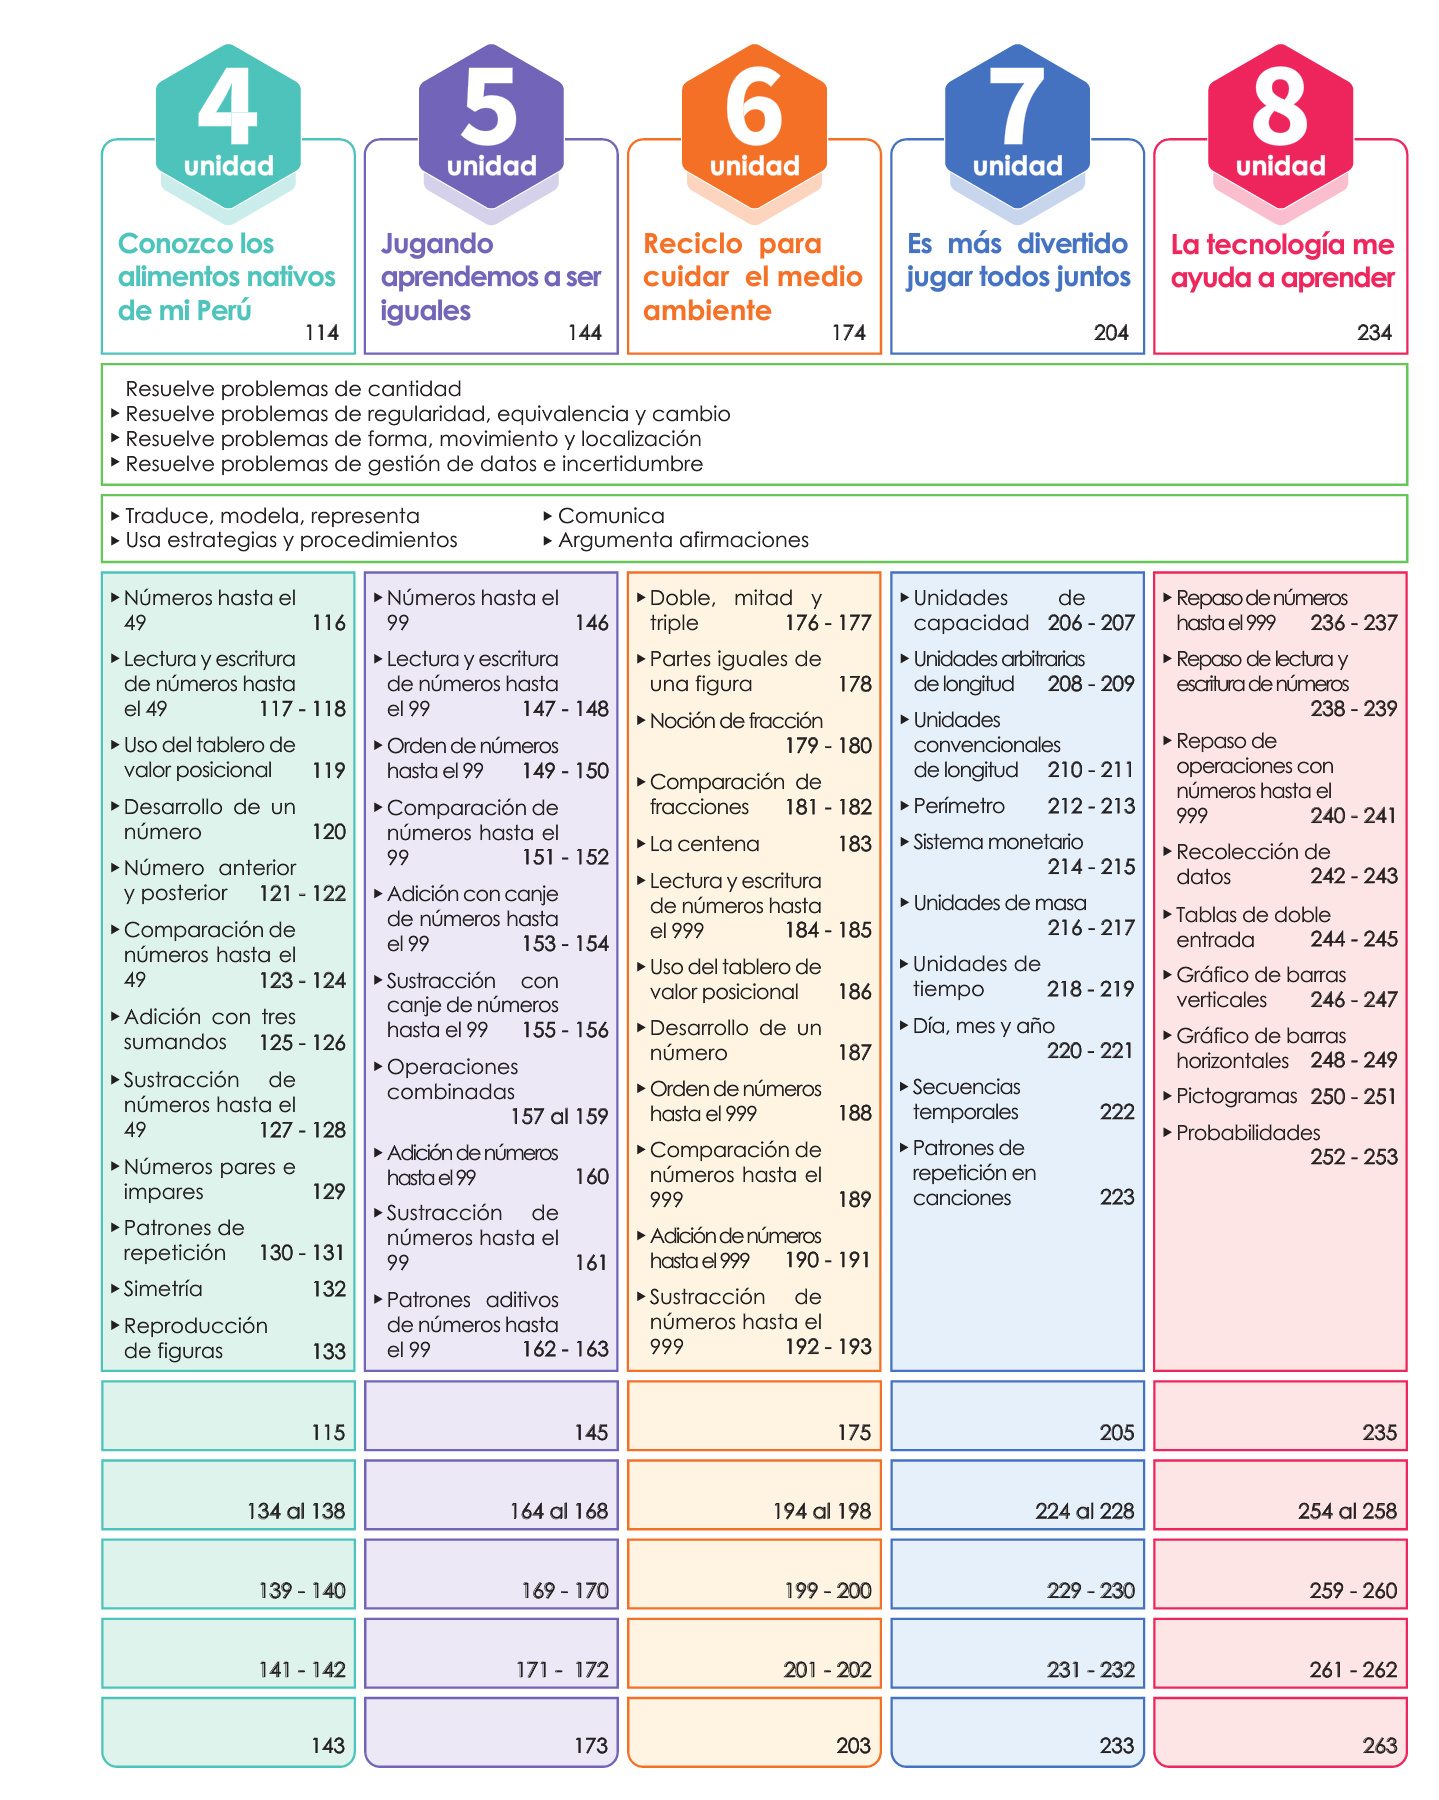 4
unidad
Conozco los
alimentos nativos
de mi Perú
114
5
unidad
Jugando
aprendemos a ser
iguales
144
6
unidad
Reciclo para
cuidar el medio
ambiente
174
7
unidad
Es más divertido
jugar todos juntos
204
8
unidad
La tecnología me
ayuda a aprender
234
Resuelve problemas de cantidad
▸ Resuelve problemas de regularidad, equivalencia y cambio
▸ Resuelve problemas de forma, movimiento y localización
▸ Resuelve problemas de gestión de datos e incertidumbre
▸ Traduce, modela, representa
▸ Usa estrategias y procedimientos
▸ Comunica
▸ Argumenta afirmaciones
▸ Números hasta el
49 116
▸ Lectura y escritura
de números hasta
el 49 117 - 118
▸ Uso del tablero de
valor posicional 119
▸ Desarrollo de un
número 120
▸ Número anterior
y posterior 121 - 122
▸ Comparación de
números hasta el
49 123 - 124
▸ Adición con tres
sumandos 125 - 126
▸ Sustracción de
números hasta el
49 127 - 128
▸ Números pares e
impares 129
▸ Patrones de
repetición 130 - 131
▸ Simetría 132
▸ Reproducción
de figuras 133
▸ Números hasta el
99 146
▸ Lectura y escritura
de números hasta
el 99 147 - 148
▸ Orden de números
hasta el 99 149 - 150
▸ Comparación de
números hasta el
99 151 - 152
▸ Adición con canje
de números hasta
el 99 153 - 154
▸ Sustracción con
canje de números
hasta el 99 155 - 156
▸ Operaciones
combinadas
157 al 159
▸ Adición de números
hasta el 99 160
▸ Sustracción de
números hasta el
99 161
▸ Patrones aditivos
de números hasta
el 99 162 - 163
▸ Doble, mitad y
triple 176 - 177
▸ Partes iguales de
una figura 178
▸ Noción de fracción
179 - 180
▸ Comparación de
fracciones 181 - 182
▸ La centena 183
▸ Lectura y escritura
de números hasta
el 999 184 - 185
▸ Uso del tablero de
valor posicional 186
▸ Desarrollo de un
número 187
▸ Orden de números
hasta el 999 188
▸ Comparación de
números hasta el
999 189
▸ Adición de números
hasta el 999 190 - 191
▸ Sustracción de
números hasta el
999 192 - 193
▸ Unidades de
capacidad 206 - 207
▸ Unidades arbitrarias
de longitud 208 - 209
▸ Unidades
convencionales
de longitud 210 - 211
▸ Perímetro 212 - 213
▸ Sistema monetario
214 - 215
▸ Unidades de masa
216 - 217
▸ Unidades de
tiempo 218 - 219
▸ Día, mes y año
220 - 221
▸ Secuencias
temporales 222
▸ Patrones de
repetición en
canciones 223
▸ Repaso de números
hasta el 999 236 - 237
▸ Repaso de lectura y
escritura de números
238 - 239
▸ Repaso de
operaciones con
números hasta el
999 240 - 241
▸ Recolección de
datos 242 - 243
▸ Tablas de doble
entrada 244 - 245
▸ Gráfico de barras
verticales 246 - 247
▸ Gráfico de barras
horizontales 248 - 249
▸ Pictogramas 250 - 251
▸ Probabilidades
252 - 253
115 145 175 205 235
134 al 138 164 al 168 194 al 198 224 al 228 254 al 258
139 - 140 169 - 170 199 - 200 229 - 230 259 - 260
141 - 142 171 - 172 201 - 202 231 - 232 261 - 262
143 173 203 233 263